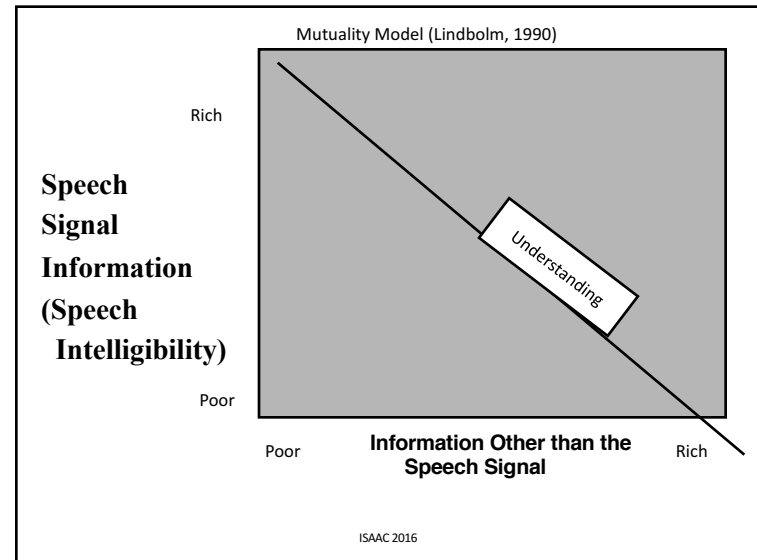 Mutuality Model (Lindbolm, 1990)
Rich
Speech
Signal
Information
(Speech
Intelligibility)
Understanding
Poor
Poor
Information Other than the
Speech Signal
Rich
ISAAC 2016